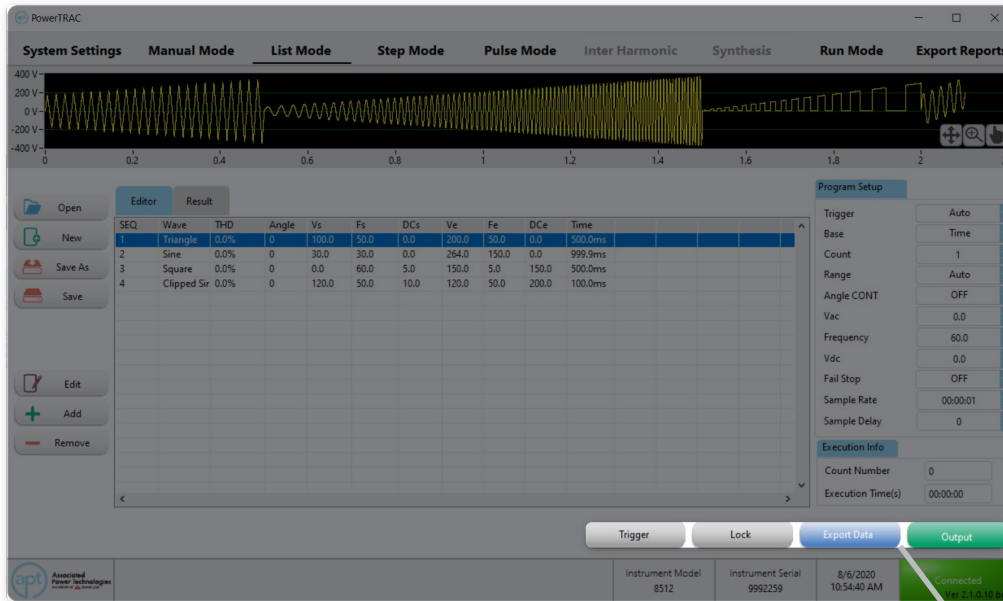 PowerTRAC
System Settings Manual Mode List Mode Step Mode Pulse Mode Inter Harmonic Synthesis Run Mode Export Reports
400 V
200 V
0 V
-200 V
-400 V
0 0.2 0.4 0.6 0.8 1 1.2 1.4 1.6 1.8 2
Open
New
Save As
Save
Edit
Add
Remove
Editor Result
SEQ Wave THD Angle Vs Fs DCs Ve Fe DCe Time
1 Triangle 0.0% 0 100.0 50.0 0.0 200.0 50.0 0.0 500.0ms
2 Sine 0.0% 0 30.0 30.0 0.0 264.0 150.0 0.0 999.9ms
3 Square 0.0% 0 0.0 60.0 5.0 150.0 5.0 150.0 500.0ms
4 Clipped Sir 0.0% 0 120.0 50.0 10.0 120.0 50.0 200.0 100.0ms
Program Setup
Trigger Auto
Base Time
Count 1
Range Auto
Angle CONT OFF
Vac 0.0
Frequency 60.0
Vdc 0.0
Fail Stop OFF
Sample Rate 00:00:01
Sample Delay 0
Execution Info
Count Number 0
Execution Time(s) 00:00:00
Trigger Lock Export Data Output
apt Associated
Power Technologies
Instrument Model
8512
Instrument Serial
9992259
8/6/2020
10:54:40 AM
Connected
Ver 2.1.0.10 b